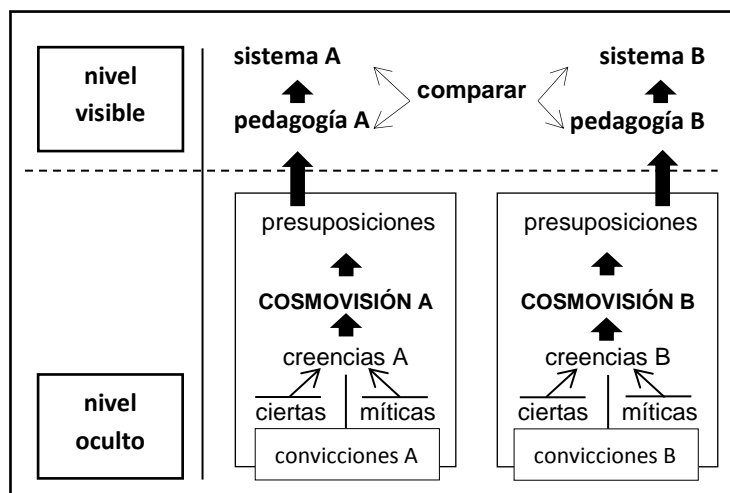 nivel
visible
sistema A
sistema B
comparar
pedagogía A
pedagogía B
presuposiciones
presuposiciones
COSMOVISIÓN A
COSMOVISIÓN B
creencias A
creencias B
nivel
oculto
ciertas
míticas
ciertas
míticas
convicciones A
convicciones B